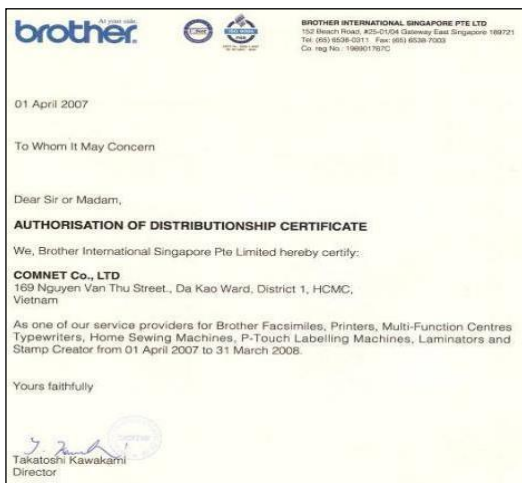 At your side.
brother.
BROTHER INTERNATIONAL SINGAPORE PTE LTD
152 Beach Road, #25-01/04 Gateway East Singapore 189721
Tel: (65) 6538-0311 Fax: (65) 6538-7003
Co. reg No.: 198901767C
01 April 2007
To Whom It May Concern
Dear Sir or Madam,
AUTHORISATION OF DISTRIBUTIONSHIP CERTIFICATE
We, Brother International Singapore Pte Limited hereby certify:
COMNET Co., LTD
169 Nguyen Van Thu Street., Da Kao Ward, District 1, HCMC,
Vietnam
As one of our service providers for Brother Facsimiles, Printers, Multi-Function Centres
Typewriters, Home Sewing Machines, P-Touch Labelling Machines, Laminators and
Stamp Creator from 01 April 2007 to 31 March 2008.
Yours faithfully
Takatoshi Kawakami
Director